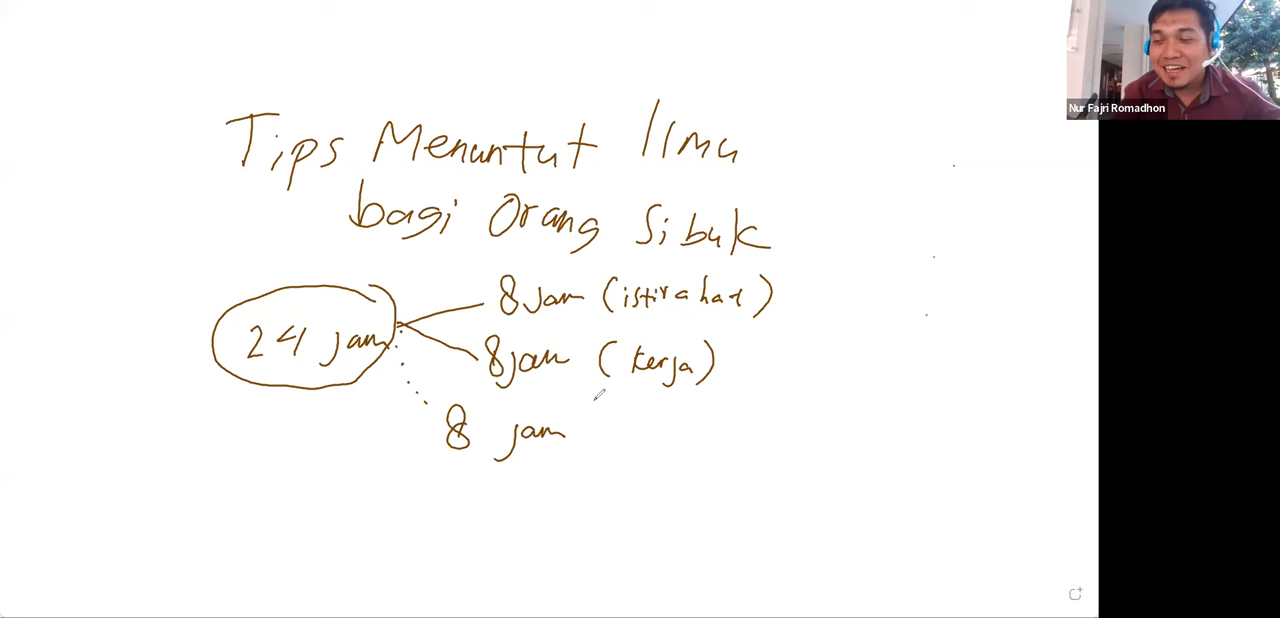 Nur Fajri Romadhon
Tips Menuntut Ilmu
bagi Orang Sibuk
24 jam
8 jam (istirahat)
8 jam (kerja)
8 jam